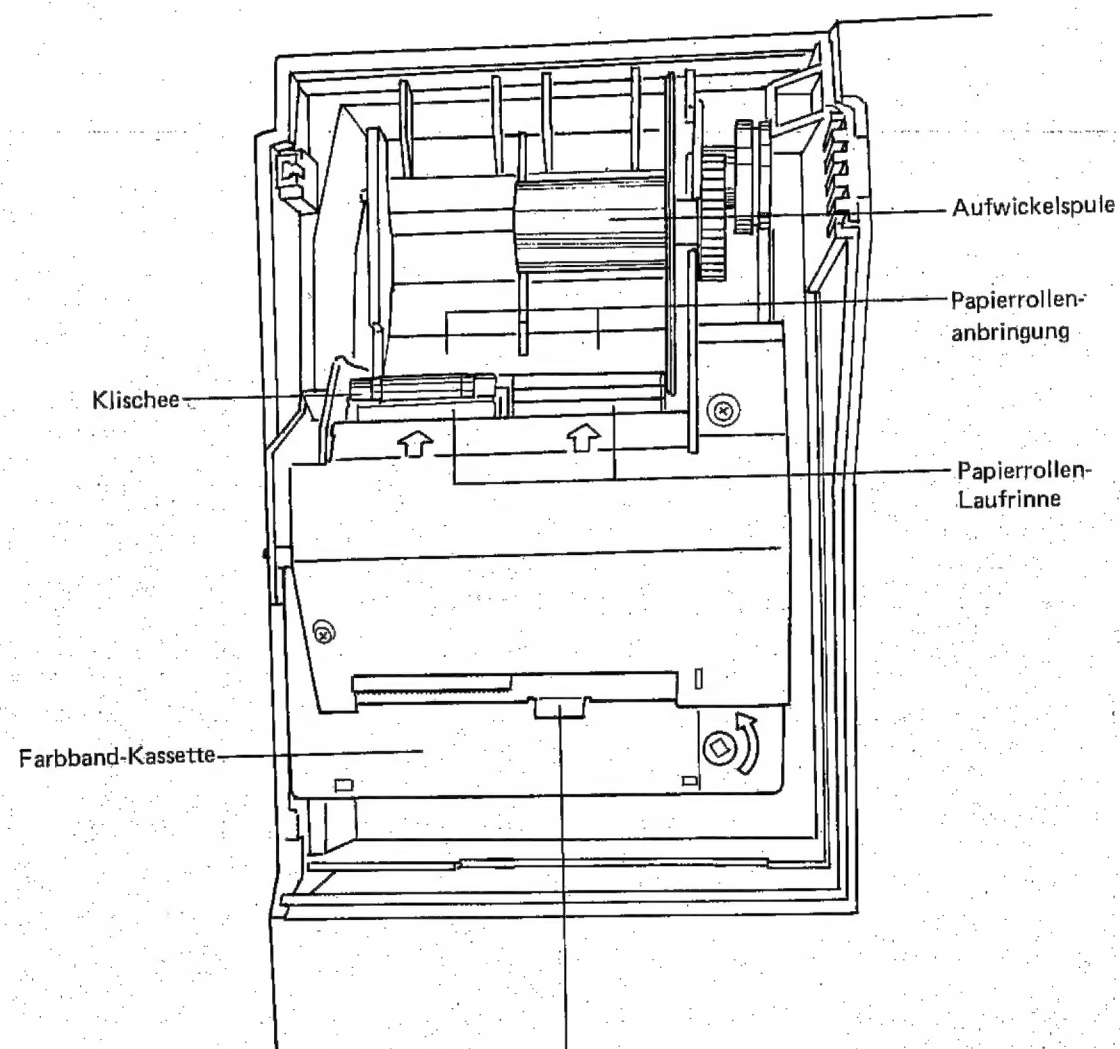 Aufwickelspule
Papierrollen-
anbringung
Klischee
Papierrollen-
Laufrinne
Farbband-Kassette